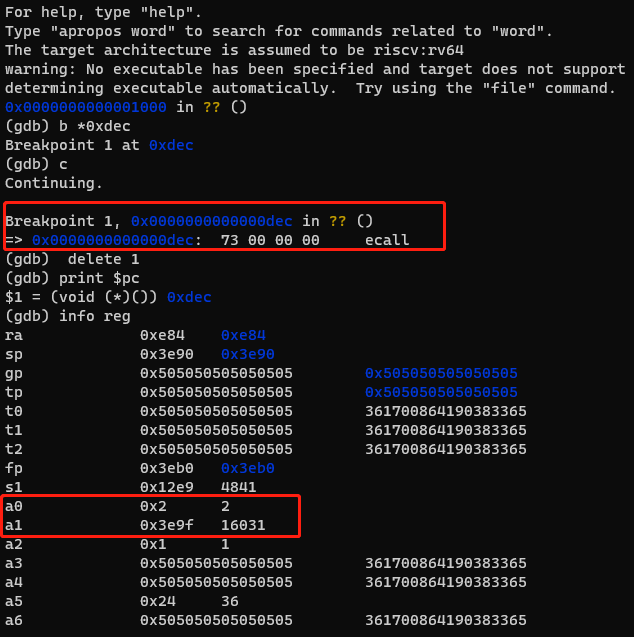 For help, type "help".
Type "apropos word" to search for commands related to "word".
The target architecture is assumed to be riscv:rv64
warning: No executable has been specified and target does not support
determining executable automatically.  Try using the "file" command.
0x0000000000001000 in ?? ()
(gdb) b *0xdec
Breakpoint 1 at 0xdec
(gdb) c
Continuing.
Breakpoint 1, 0x0000000000000dec in ?? ()
=> 0x0000000000000dec:  73 00 00 00     ecall
(gdb)  delete 1
(gdb) print $pc
$1 = (void (*)()) 0xdec
(gdb) info reg
ra             0xe84    0xe84
sp             0x3e90   0x3e90
gp             0x505050505050505        0x505050505050505
tp             0x505050505050505        0x505050505050505
t0             0x505050505050505        361700864190383365
t1             0x505050505050505        361700864190383365
t2             0x505050505050505        361700864190383365
fp             0x3eb0   0x3eb0
s1             0x12e9   4841
a0             0x2      2
a1             0x3e9f   16031
a2             0x1      1
a3             0x505050505050505        361700864190383365
a4             0x505050505050505        361700864190383365
a5             0x24     36
a6             0x505050505050505        361700864190383365